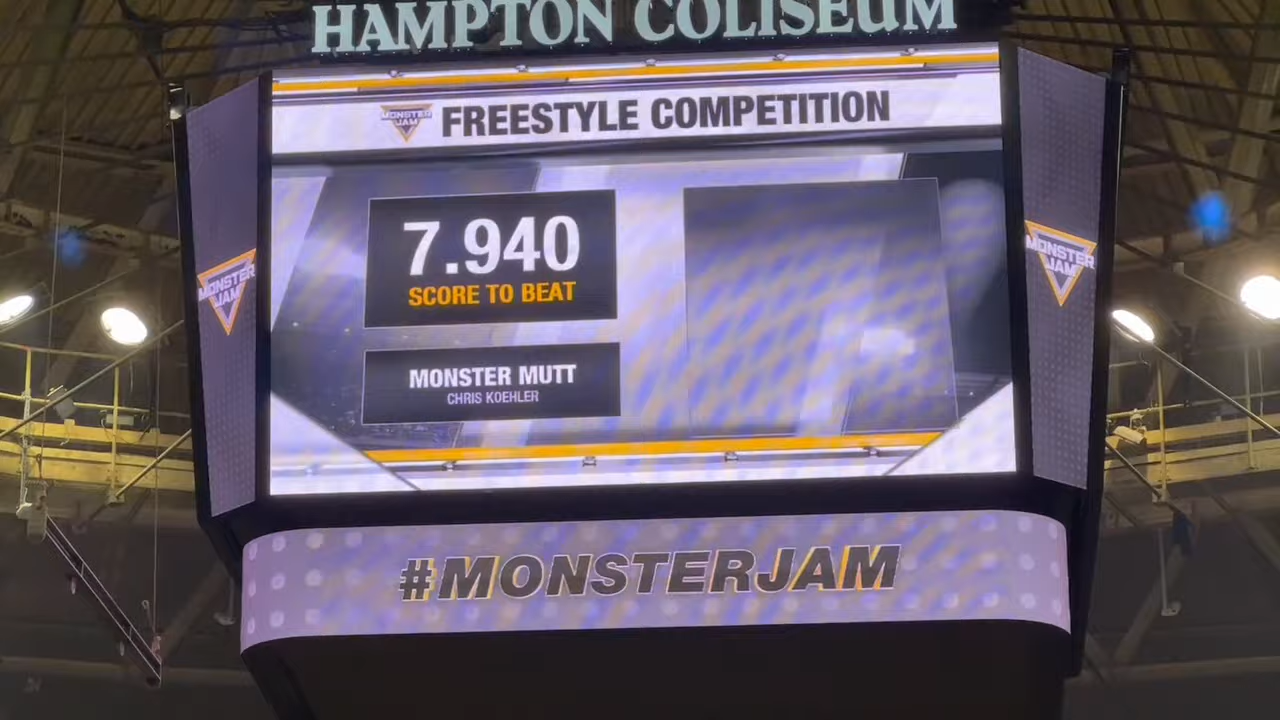 HAMPTON COLISEUM
MONSTER JAM
FREESTYLE COMPETITION
7.940
SCORE TO BEAT
MONSTER MUTT
CHRIS KOEHLER
MONSTER
JAM
MONSTER
JAM
#MONSTERJAM